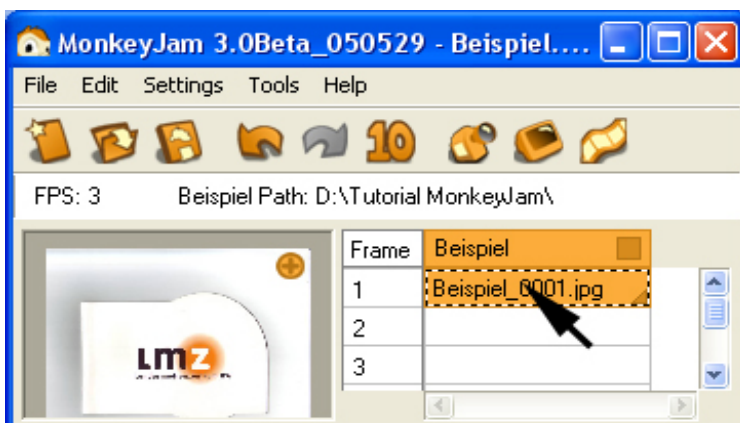 MonkeyJam 3.0Beta_050529 - Beispiel....
File Edit Settings Tools Help
10
FPS: 3 Beispiel Path: D:\Tutorial MonkeyJam\
Frame Beispiel
1 Beispiel_0001.jpg
2
3
LMZ